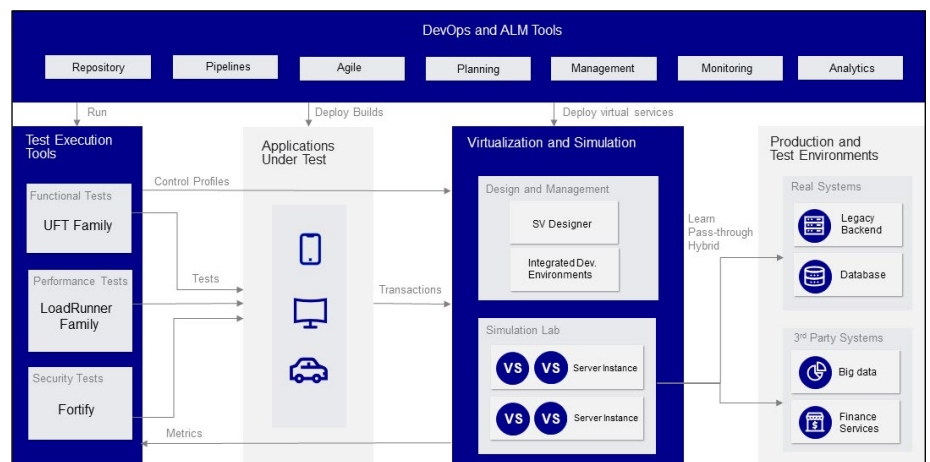 DevOps and ALM Tools
Repository
Pipelines
Agile
Planning
Management
Monitoring
Analytics
Run
Deploy Builds
Deploy virtual services
Test Execution
Tools
Functional Tests
UFT Family
Performance Tests
LoadRunner
Family
Security Tests
Fortify
Control Profiles
Tests
Metrics
Applications
Under Test
Transactions
Virtualization and Simulation
Design and Management
SV Designer
Integrated Dev.
Environments
Simulation Lab
VS
VS
Server Instance
VS
VS
Server Instance
Learn
Pass-through
Hybrid
Production and
Test Environments
Real Systems
Legacy
Backend
Database
3rd Party Systems
Big data
Finance
Services